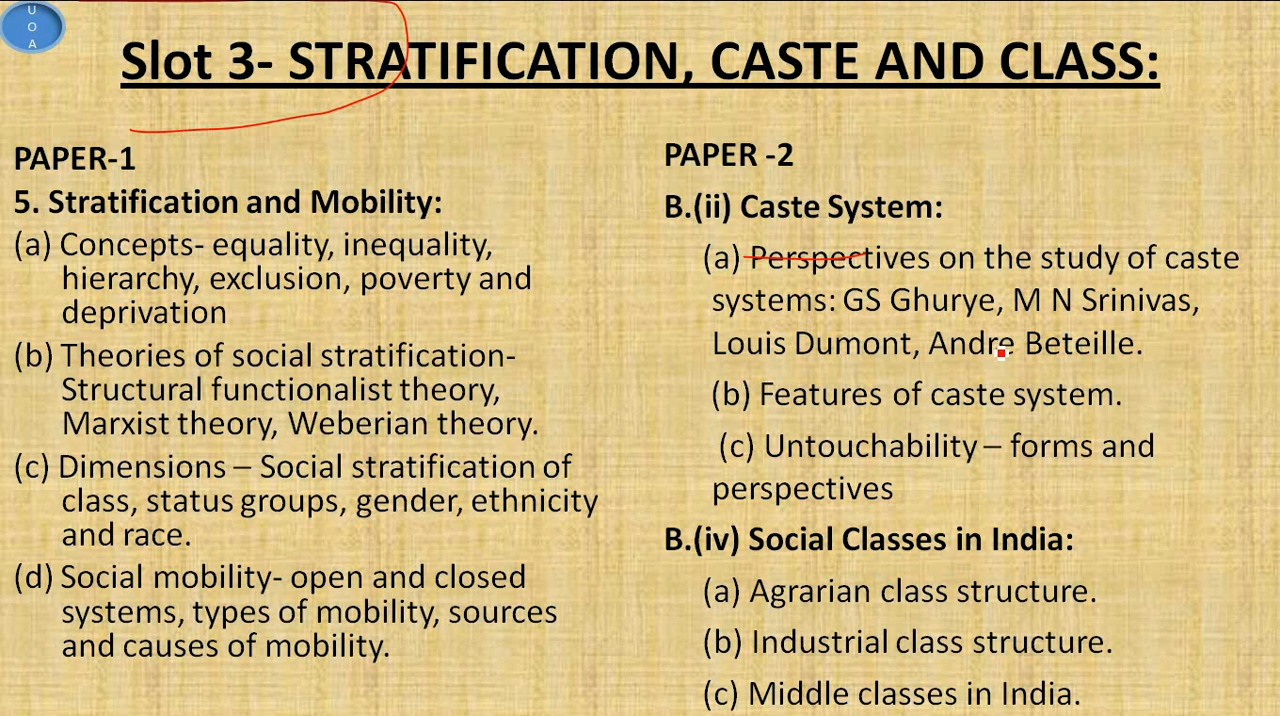 U
O
A
Slot 3- STRATIFICATION, CASTE AND CLASS:
PAPER-1
5. Stratification and Mobility:
(a) Concepts- equality, inequality,
hierarchy, exclusion, poverty and
deprivation
(b) Theories of social stratification-
Structural functionalist theory,
Marxist theory, Weberian theory.
(c) Dimensions – Social stratification of
class, status groups, gender, ethnicity
and race.
(d) Social mobility- open and closed
systems, types of mobility, sources
and causes of mobility.
PAPER -2
B.(ii) Caste System:
(a) Perspectives on the study of caste
systems: GS Ghurye, M N Srinivas,
Louis Dumont, Andre Beteille.
(b) Features of caste system.
(c) Untouchability – forms and
perspectives
B.(iv) Social Classes in India:
(a) Agrarian class structure.
(b) Industrial class structure.
(c) Middle classes in India.